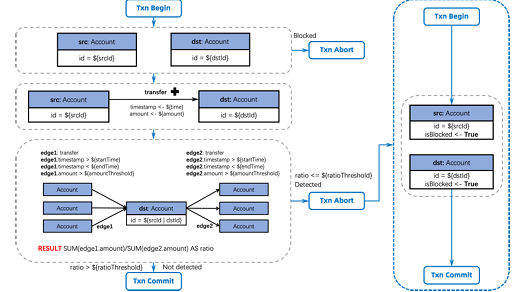 Txn Begin
src: Account
id = ${srcId}
dst: Account
id = ${dstId}
Blocked
Txn Abort
src: Account
id = ${srcId}
transfer
timestamp <- ${time}
amount <- ${amount}
dst: Account
id = ${dstId}
edge1: transfer
edge1.timestamp > ${startTime}
edge1.timestamp < ${endTime}
edge1.amount > ${amountThreshold}
edge2: transfer
edge2.timestamp > ${startTime}
edge2.timestamp < ${endTime}
edge2.amount > ${amountThreshold}
Account
Account
Account
edge1
dst: Account
id = ${srcId | dstId}
edge2
Account
Account
Account
RESULT SUM(edge1.amount)/SUM(edge2.amount) AS ratio
ratio <= ${ratioThreshold}
Detected
Txn Abort
ratio > ${ratioThreshold}
Not detected
Txn Commit
Txn Begin
src: Account
id = ${srcId}
isBlocked <- True
dst: Account
id = ${dstId}
isBlocked <- True
Txn Commit